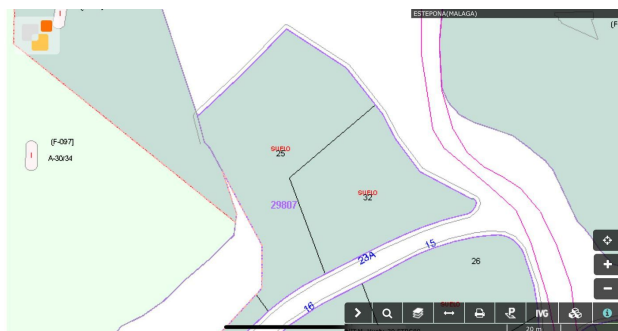 ESTEPONA(MALAGA)
(F-097]
A-30/34
SUELO
25
SUELO
32
29807
23A
15
16
26
SUELO
IVG
20 m